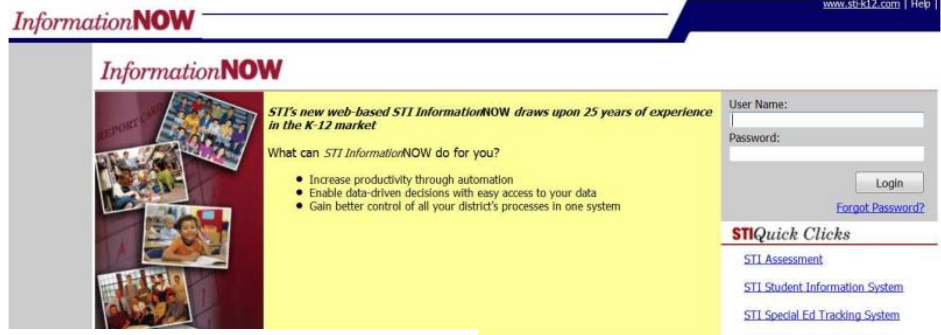 www.sti-k12.com | Help |
InformationNOW
InformationNOW
REPORT CARD
STI's new web-based STI InformationNOW draws upon 25 years of experience
in the K-12 market
What can STI InformationNOW do for you?
• Increase productivity through automation
• Enable data-driven decisions with easy access to your data
• Gain better control of all your district's processes in one system
User Name:
Password:
Login
Forgot Password?
STIQuick Clicks
STI Assessment
STI Student Information System
STI Special Ed Tracking System